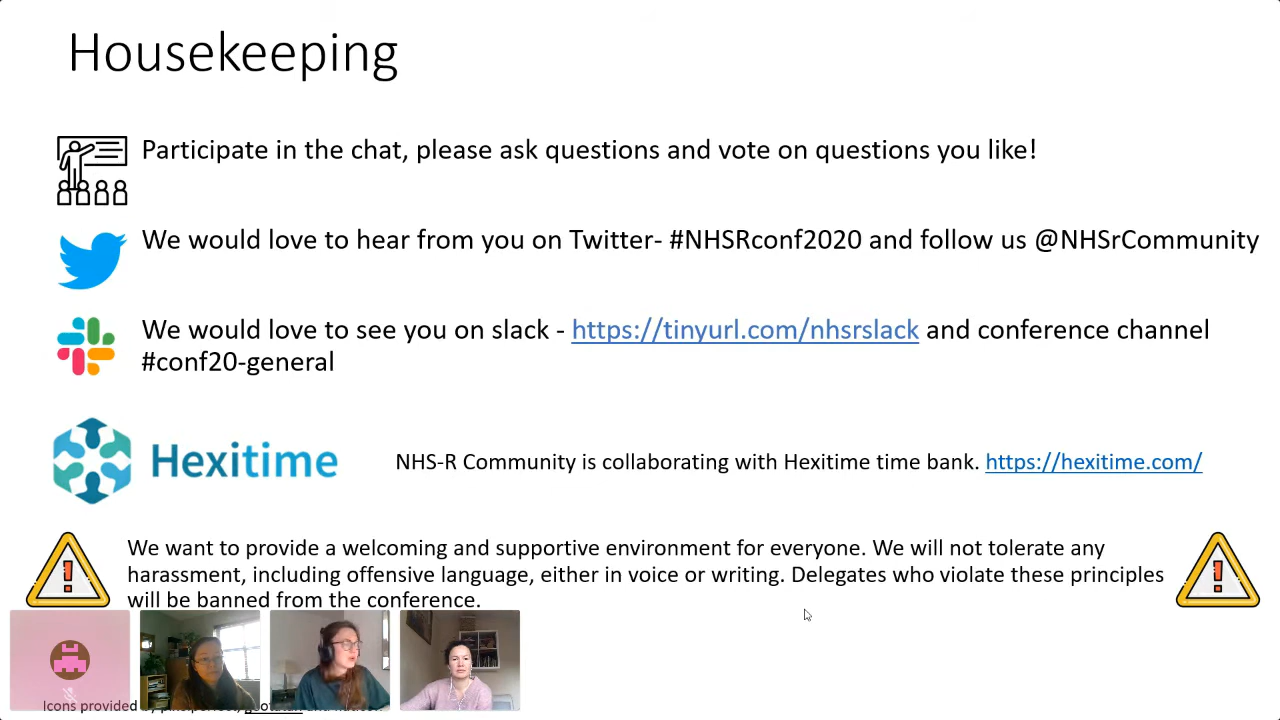 Housekeeping
Participate in the chat, please ask questions and vote on questions you like!
We would love to hear from you on Twitter- #NHSRconf2020 and follow us @NHSrCommunity
We would love to see you on slack - https://tinyurl.com/nhsrslack and conference channel
#conf20-general
Hexitime
NHS-R Community is collaborating with Hexitime time bank. https://hexitime.com/
We want to provide a welcoming and supportive environment for everyone. We will not tolerate any
harassment, including offensive language, either in voice or writing. Delegates who violate these principles
will be banned from the conference.
Icons provided